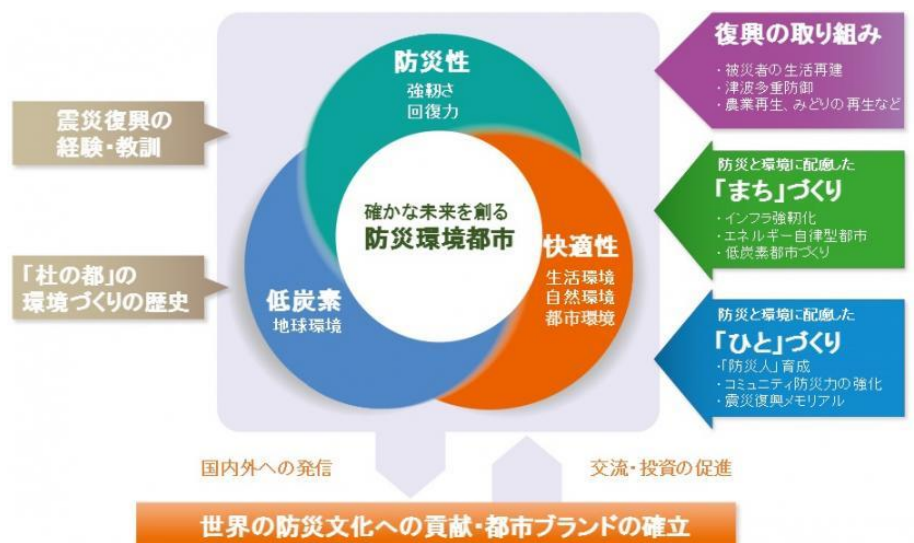 震災復興の
経験・教訓
「杜の都」の
環境づくりの歴史
防災性
強靭さ
回復力
確かな未来を創る
防災環境都市
低炭素
地球環境
快適性
生活環境
自然環境
都市環境
復興の取り組み
・被災者の生活再建
・津波多重防御
・農業再生、みどりの再生など
防災と環境に配慮した
「まち」づくり
・インフラ強靭化
・エネルギー自律型都市
・低炭素都市づくり
防災と環境に配慮した
「ひと」づくり
・「防災人」育成
・コミュニティ防災力の強化
・震災復興メモリアル
国内外への発信
交流・投資の促進
世界の防災文化への貢献・都市ブランドの確立